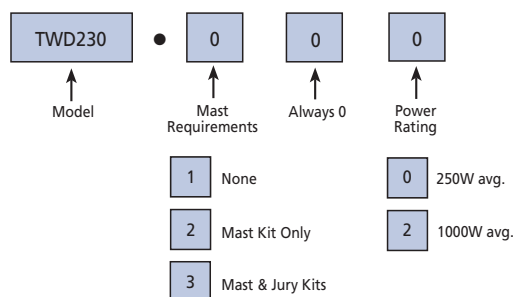 TWD230 • 0 0 0
Model
Mast Requirements
Always 0
Power Rating
1 None
2 Mast Kit Only
3 Mast & Jury Kits
0 250W avg.
2 1000W avg.